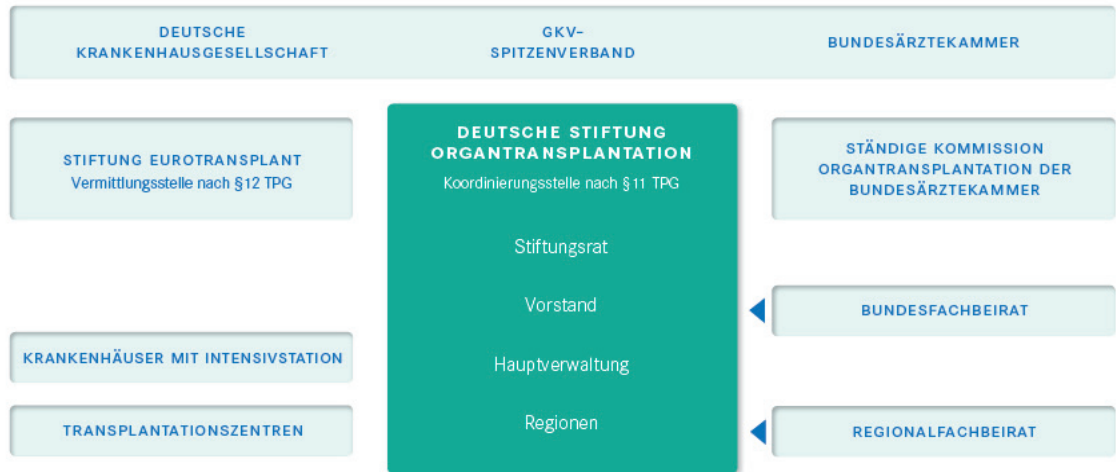 DEUTSCHE
KRANKENHAUSGESELLSCHAFT
GKV-
SPITZENVERBAND
BUNDESÄRZTEKAMMER
STIFTUNG EUROTRANSPLANT
Vermittlungsstelle nach §12 TPG
DEUTSCHE STIFTUNG
ORGANTRANSPLANTATION
Koordinierungsstelle nach §11 TPG
Stiftungsrat
Vorstand
Hauptverwaltung
Regionen
STÄNDIGE KOMMISSION
ORGANTRANSPLANTATION DER
BUNDESÄRZTEKAMMER
BUNDESFACHBEIRAT
KRANKENHÄUSER MIT INTENSIVSTATION
TRANSPLANTATIONSZENTREN
REGIONALFACHBEIRAT